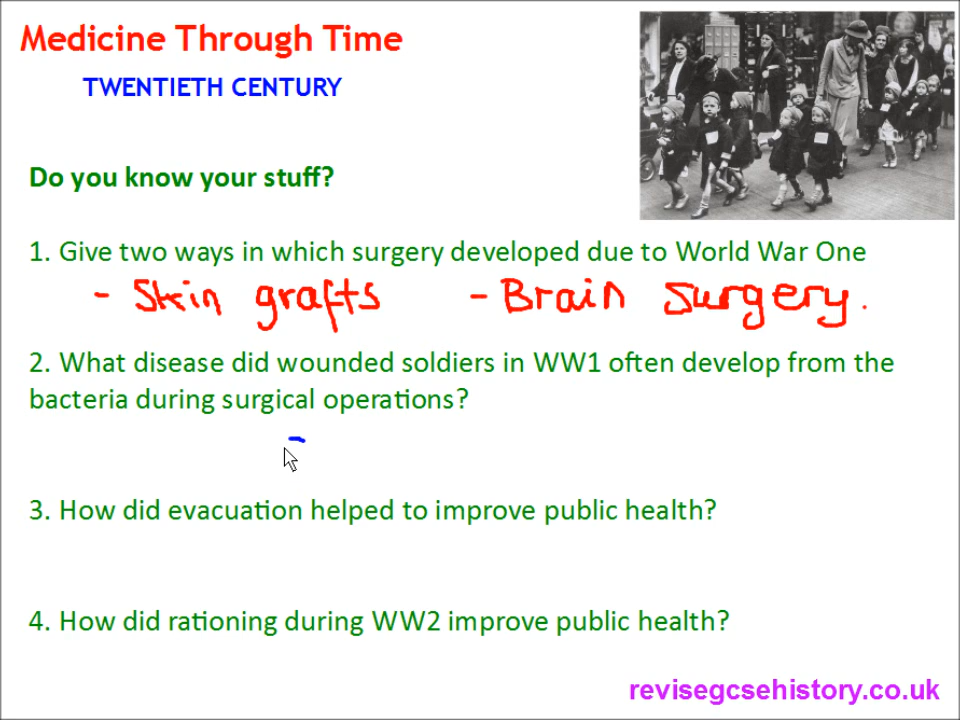 Medicine Through Time
TWENTIETH CENTURY
Do you know your stuff?
1. Give two ways in which surgery developed due to World War One
- Skin grafts - Brain surgery.
2. What disease did wounded soldiers in WW1 often develop from the
bacteria during surgical operations?
-
3. How did evacuation helped to improve public health?
4. How did rationing during WW2 improve public health?
revisegcsehistory.co.uk